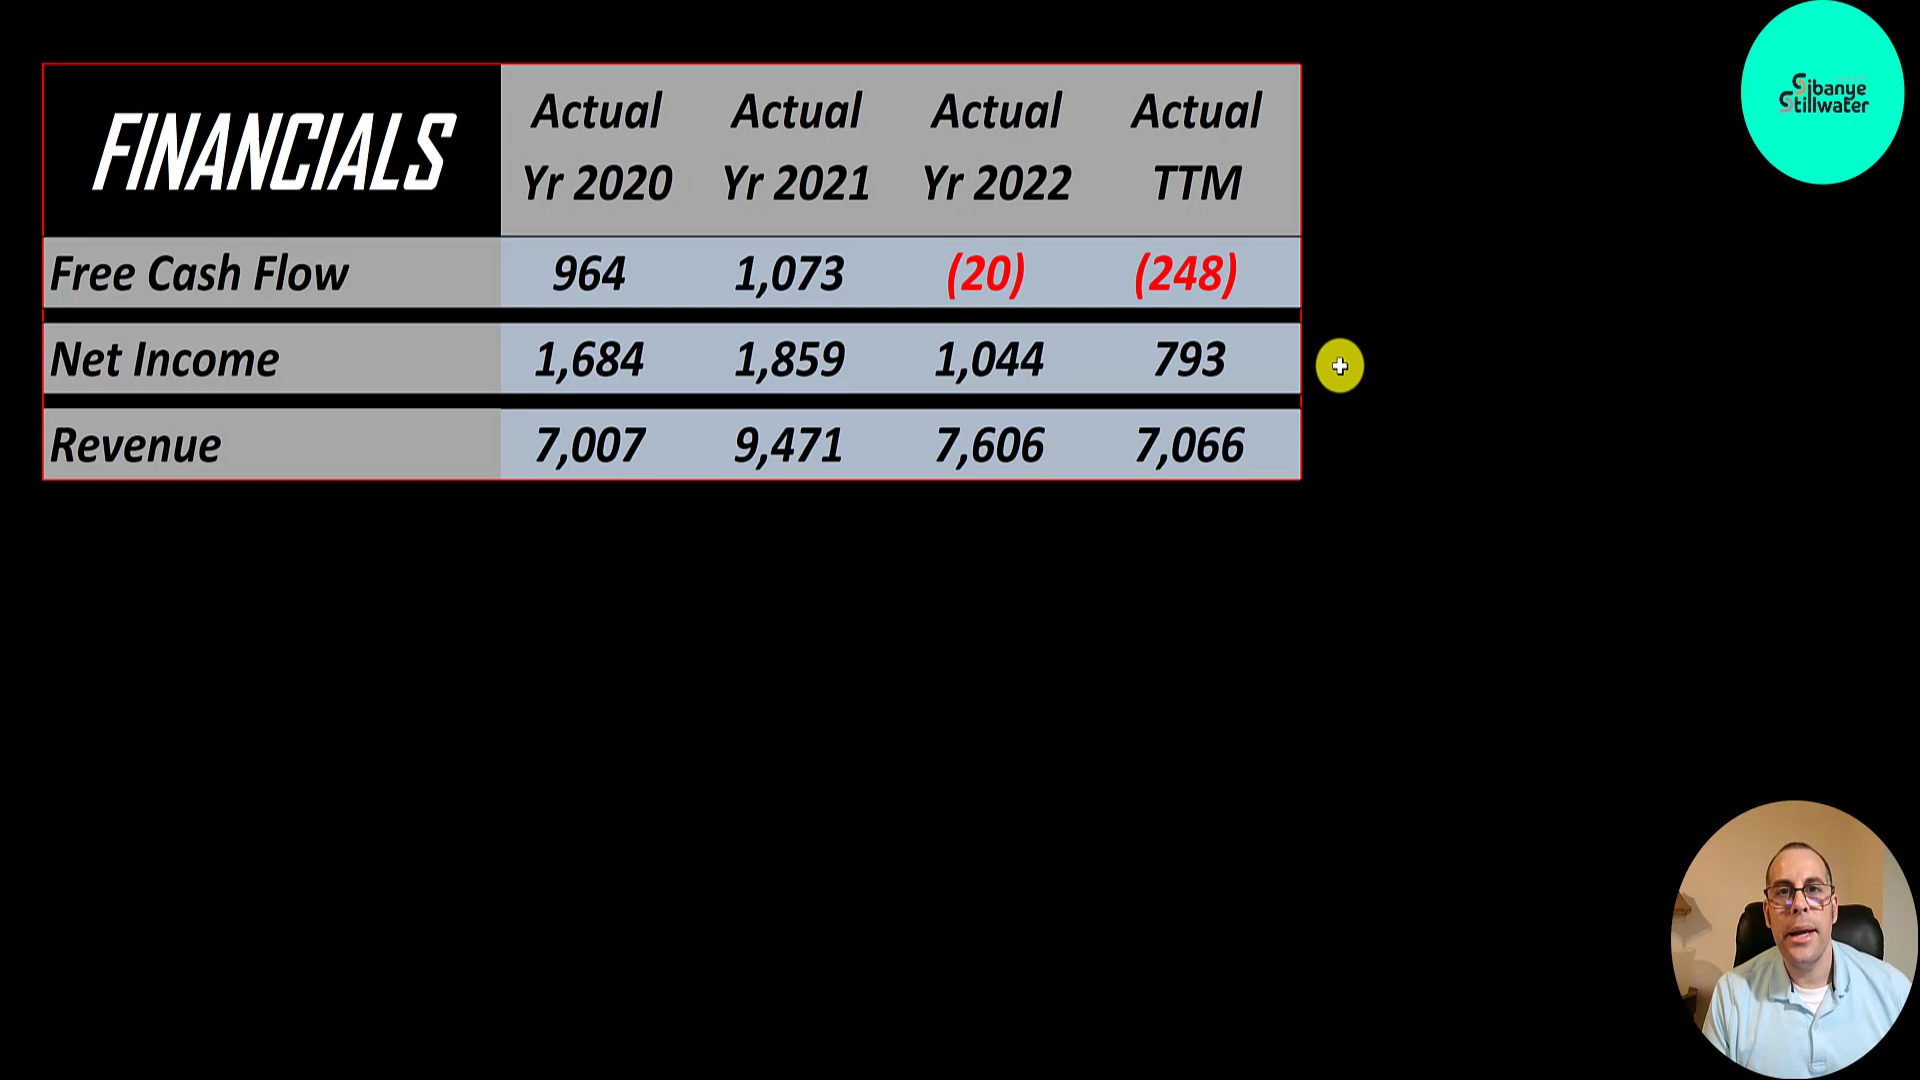 FINANCIALS
Actual Actual Actual Actual
Yr 2020 Yr 2021 Yr 2022 TTM
Free Cash Flow 964 1,073 (20) (248)
Net Income 1,684 1,859 1,044 793
Revenue 7,007 9,471 7,606 7,066
Sibanye
Stillwater